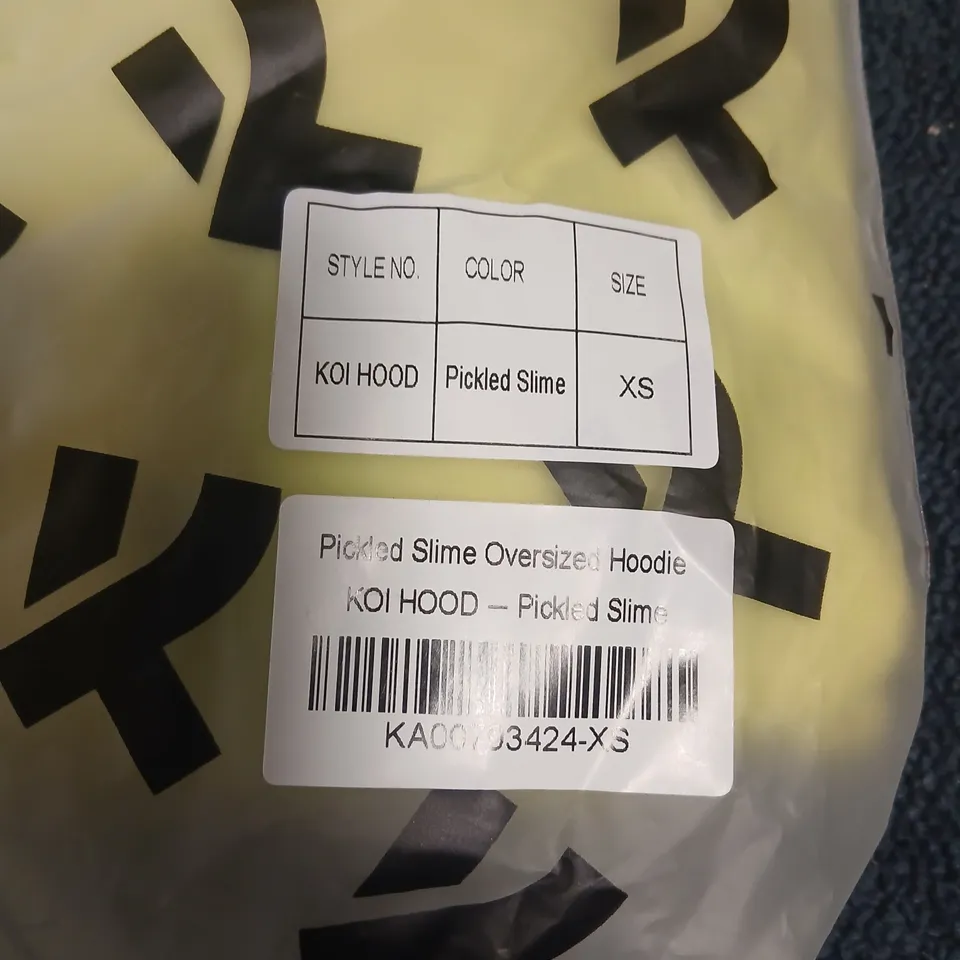 STYLE NO. COLOR SIZE
KOI HOOD Pickled Slime XS
Pickled Slime Oversized Hoodie
KOI HOOD – Pickled Slime